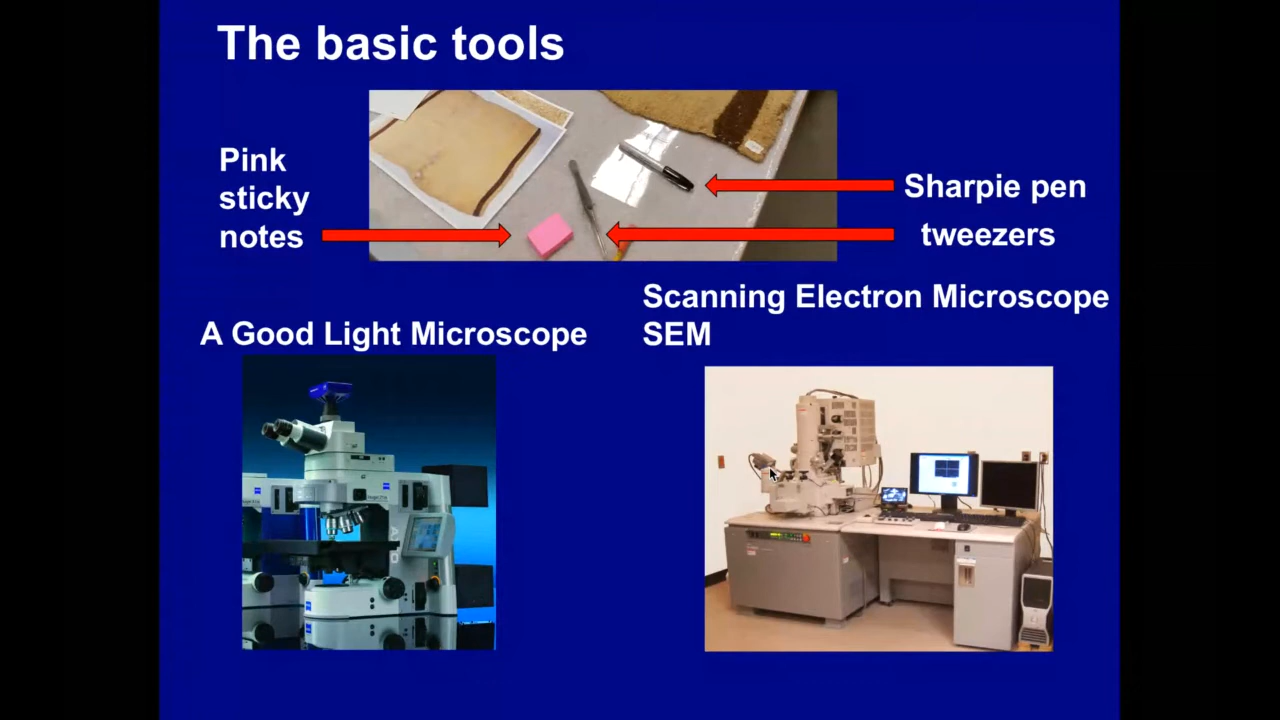 The basic tools
Pink
sticky
notes
Sharpie pen
tweezers
A Good Light Microscope
Scanning Electron Microscope
SEM